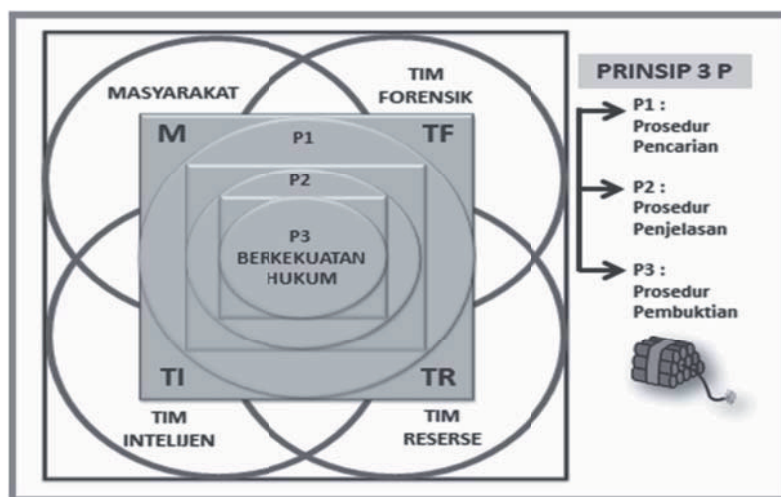 MASYARAKAT
TIM
FORENSIK
M
TF
P1
P2
P3
BERKEKUATAN
HUKUM
TI
TR
TIM
INTELIJEN
TIM
RESERSE
PRINSIP 3 P
P1 :
Prosedur
Pencarian
P2 :
Prosedur
Penjelasan
P3 :
Prosedur
Pembuktian